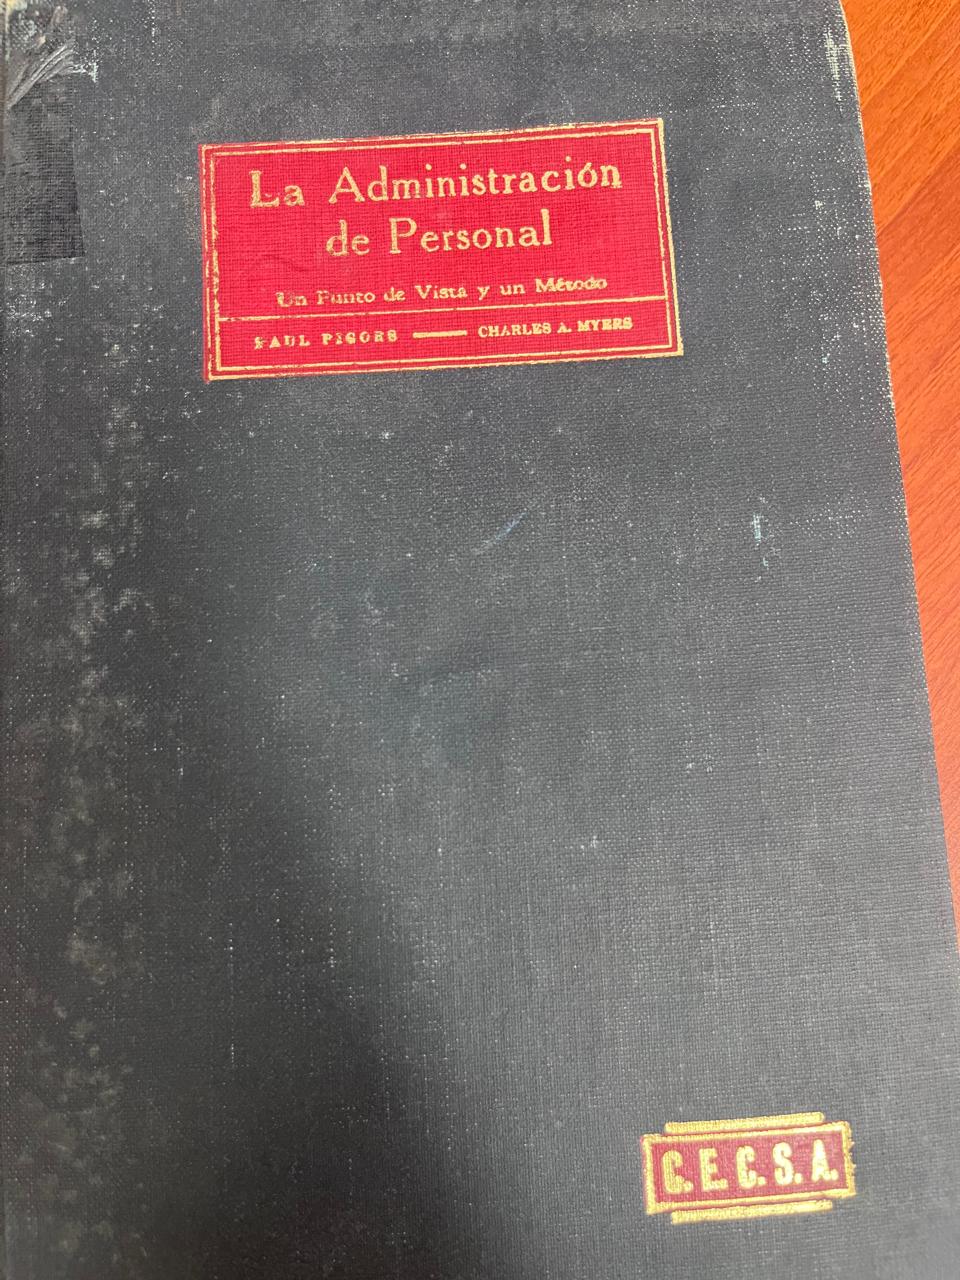 La Administración
de Personal
Un Punto de Vista y un Método
PAUL PIGORS — CHARLES A. MYERS
C.E.C.S.A.